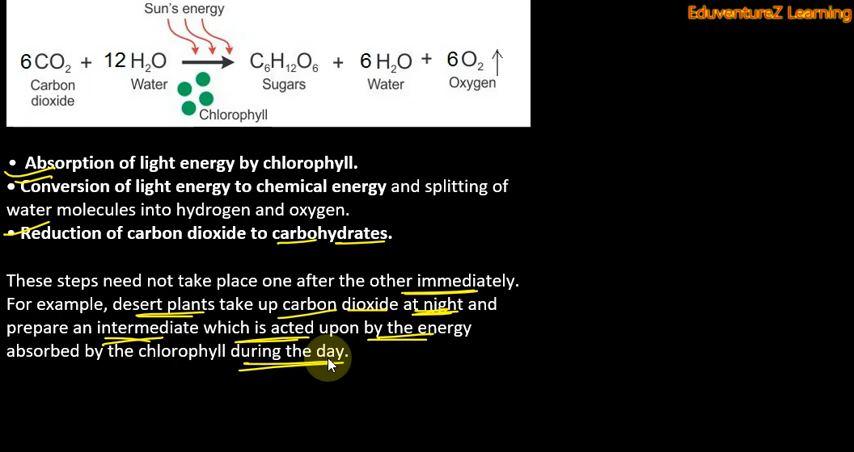 EduventureZ Learning
Sun's energy
6CO₂ + 12H₂O C₆H₁₂O₆ + 6H₂O + 6O₂ ↑
Carbon dioxide Water Sugars Water Oxygen
Chlorophyll
• Absorption of light energy by chlorophyll.
• Conversion of light energy to chemical energy and splitting of
water molecules into hydrogen and oxygen.
• Reduction of carbon dioxide to carbohydrates.
These steps need not take place one after the other immediately.
For example, desert plants take up carbon dioxide at night and
prepare an intermediate which is acted upon by the energy
absorbed by the chlorophyll during the day.